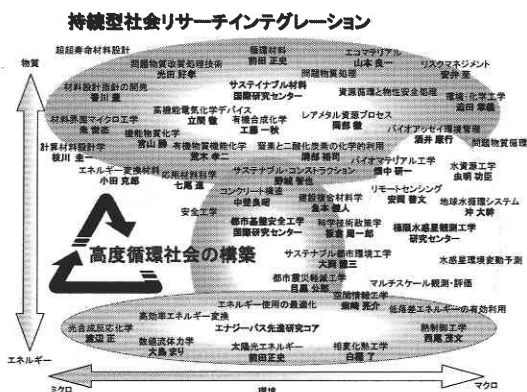 持続型社会リサーチインテグレーション
物質
超超寿命材料設計
循環材料
前田 正史
エコマテリアル
山本 良一
リスクマネジメント
安井 至
問題物質改質処理技術
光田 好孝
問題物質処理
材料設計指針の開発
香川 豊
サステイナブル材料
国際研究センター
資源循環と物性安全処理
環境・化学工学
迫田 章義
高機能電気化学デバイス
立間 徹
有機合成化学
工藤 一秋
レアメタル資源プロセス
岡部 徹
材料界面マイクロ工学
朱 世杰
機能物質化学
宮山 勝
バイオアッセイ環境管理
酒井 康行
計算材料設計学
枝川 圭一
有機物質機能化学
荒木 孝二
窒素と二酸化炭素の化学的利用
溝部 裕司
問題物質循環
エネルギー変換材料
小田 克郎
応用材料科学
七尾 進
サステナブル・コンストラクション
野城 智也
バイオマテリアル工学
畑中 研一
水資源工学
虫明 功臣
コンクリート構造
中埜 良昭
リモートセンシング
安岡 善文
安全工学
建設複合材料学
魚本 健人
地球水循環システム
沖 大幹
都市基盤安全工学
国際研究センター
科学技術政策学
板倉 周一郎
極限水惑星観測工学
研究センター
高度循環社会の構築
サステナブル都市環境工学
大岡 龍三
水惑星環境変動予測
都市震災軽減工学
目黒 公郎
マルチスケール観測・評価
空間情報工学
柴崎 亮介
エネルギー使用の最適化
高効率エネルギー変換
低落差エネルギーの有効利用
光合成反応化学
渡辺 正
エナジーパス先進研究コア
熱制御工学
西尾 茂文
数値流体力学
大島 まり
太陽光エネルギー
前田正史
相変化熱工学
白樫 了
エネルギー
ミクロ
環境
マクロ